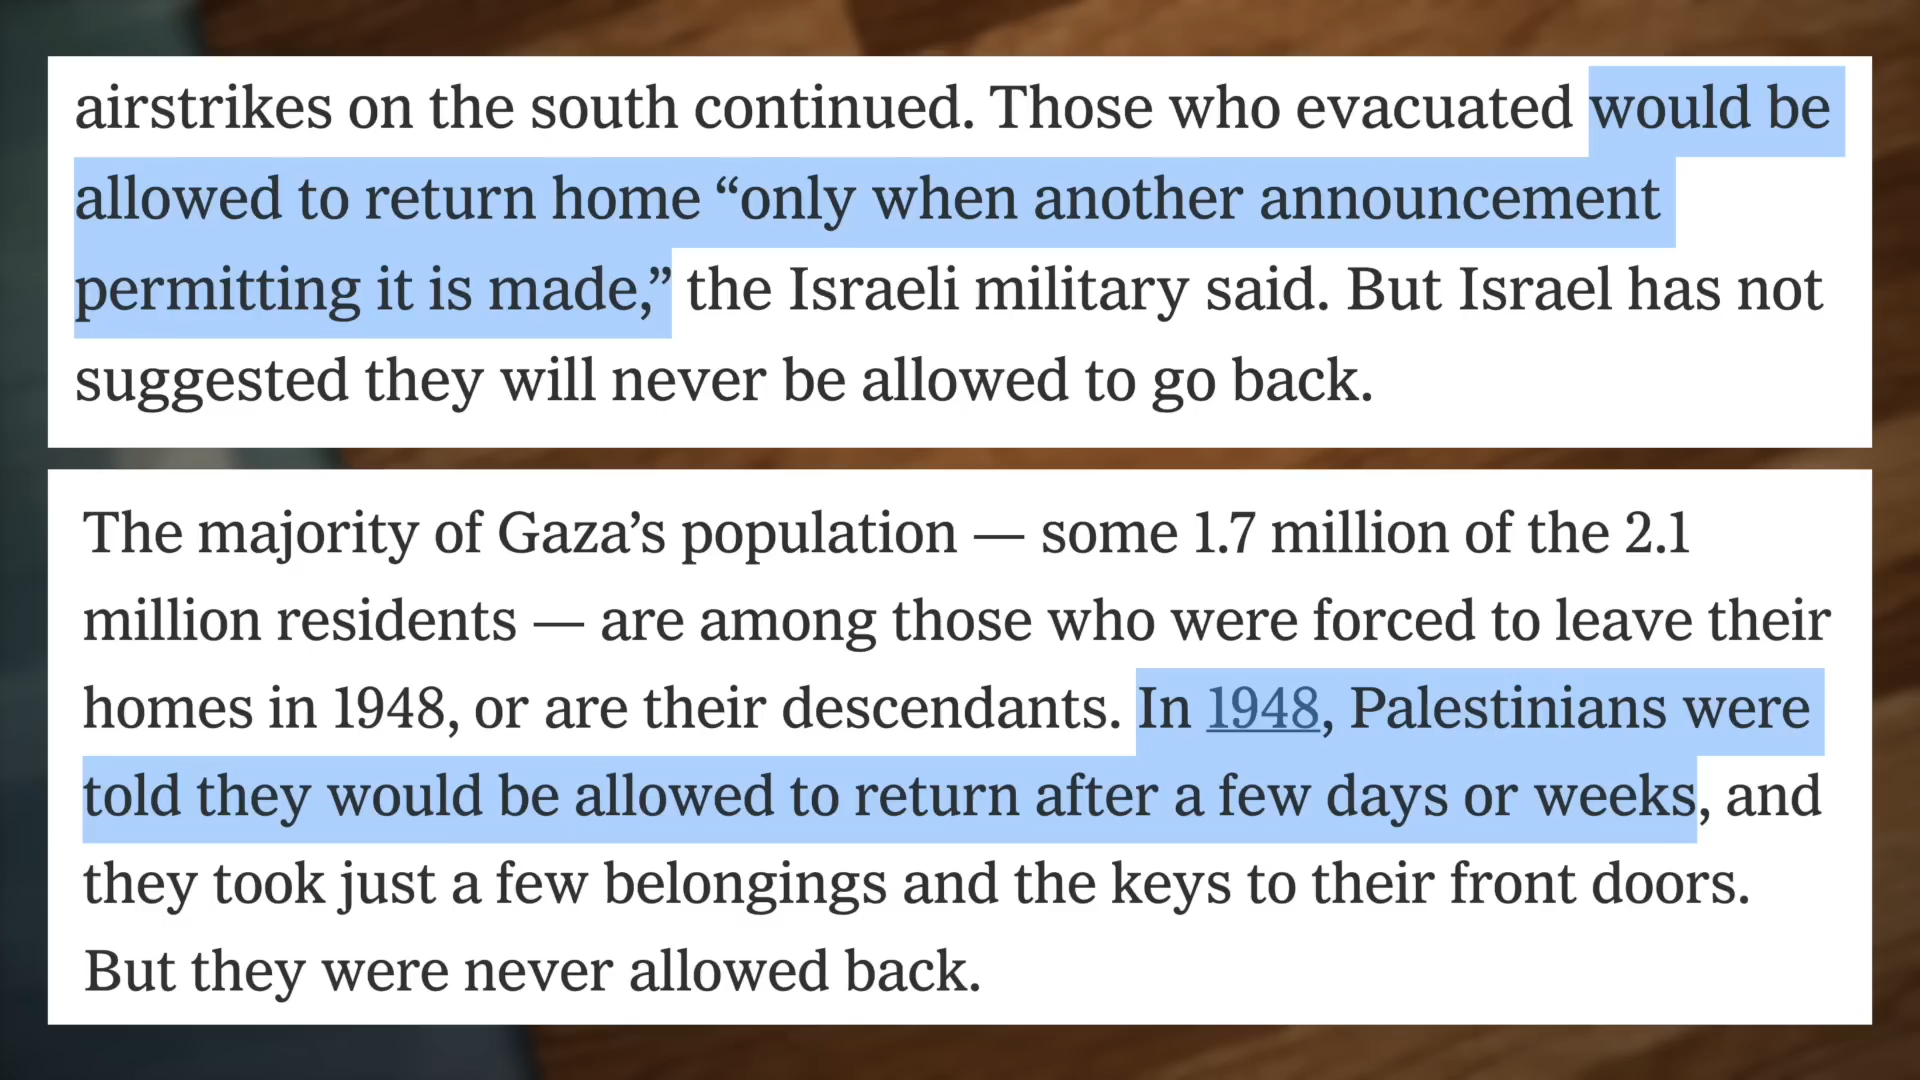 airstrikes on the south continued. Those who evacuated would be
allowed to return home “only when another announcement
permitting it is made,” the Israeli military said. But Israel has not
suggested they will never be allowed to go back.
The majority of Gaza’s population — some 1.7 million of the 2.1
million residents — are among those who were forced to leave their
homes in 1948, or are their descendants. In 1948, Palestinians were
told they would be allowed to return after a few days or weeks, and
they took just a few belongings and the keys to their front doors.
But they were never allowed back.